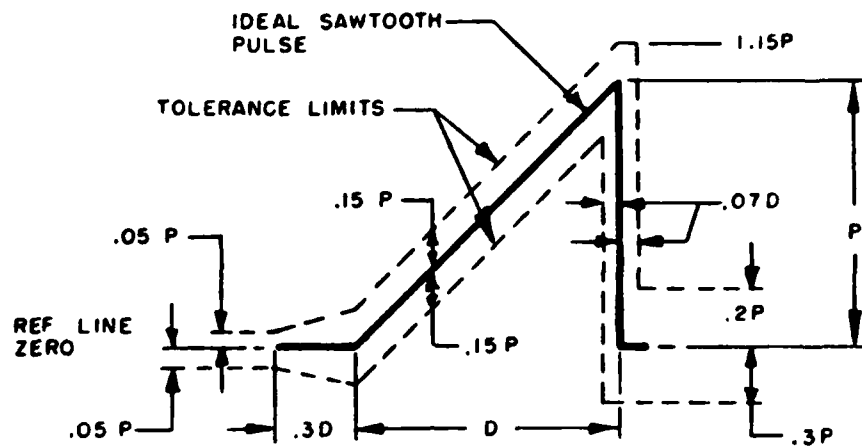 IDEAL SAWTOOTH
PULSE
1.15P
TOLERANCE LIMITS
.15 P
.07D
.05 P
P
REF LINE
ZERO
.2P
.15 P
.05 P
.3D
D
.3P